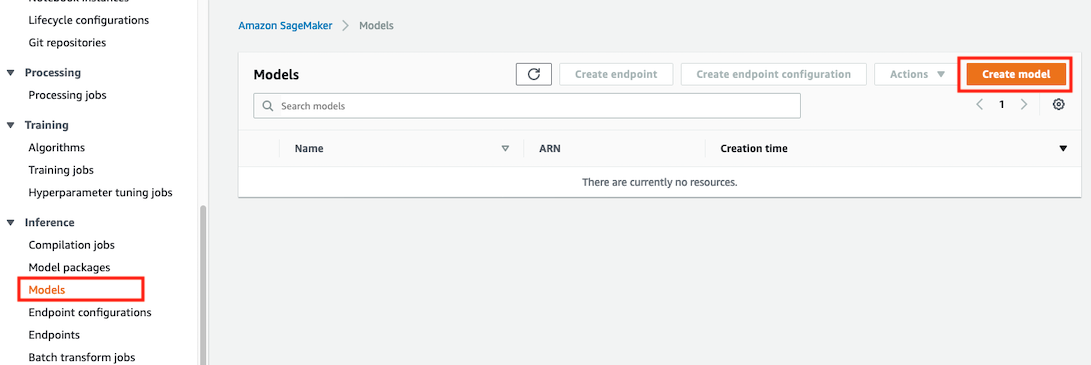 Notebook instances
Lifecycle configurations
Git repositories
Processing
Processing jobs
Training
Algorithms
Training jobs
Hyperparameter tuning jobs
Inference
Compilation jobs
Model packages
Models
Endpoint configurations
Endpoints
Batch transform jobs
Amazon SageMaker > Models
Models
Create endpoint
Create endpoint configuration
Actions
Create model
Search models
1
Name
ARN
Creation time
There are currently no resources.